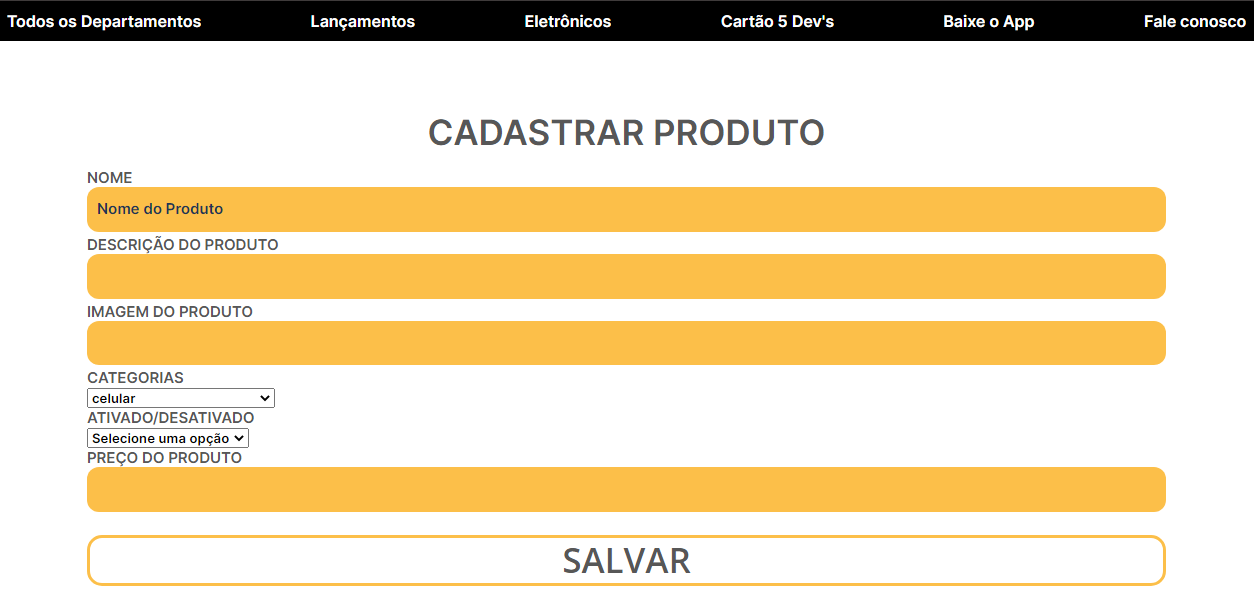 Todos os Departamentos Lançamentos Eletrônicos Cartão 5 Dev's Baixe o App Fale conosco
CADASTRAR PRODUTO
NOME
Nome do Produto
DESCRIÇÃO DO PRODUTO
IMAGEM DO PRODUTO
CATEGORIAS
celular
ATIVADO/DESATIVADO
Selecione uma opção
PREÇO DO PRODUTO
SALVAR